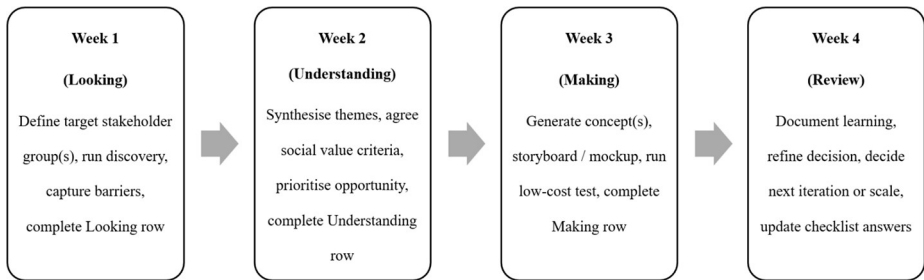 Week 1
(Looking)
Define target stakeholder
group(s), run discovery,
capture barriers,
complete Looking row
Week 2
(Understanding)
Synthesise themes, agree
social value criteria,
prioritise opportunity,
complete Understanding
row
Week 3
(Making)
Generate concept(s),
storyboard / mockup, run
low-cost test, complete
Making row
Week 4
(Review)
Document learning,
refine decision, decide
next iteration or scale,
update checklist answers